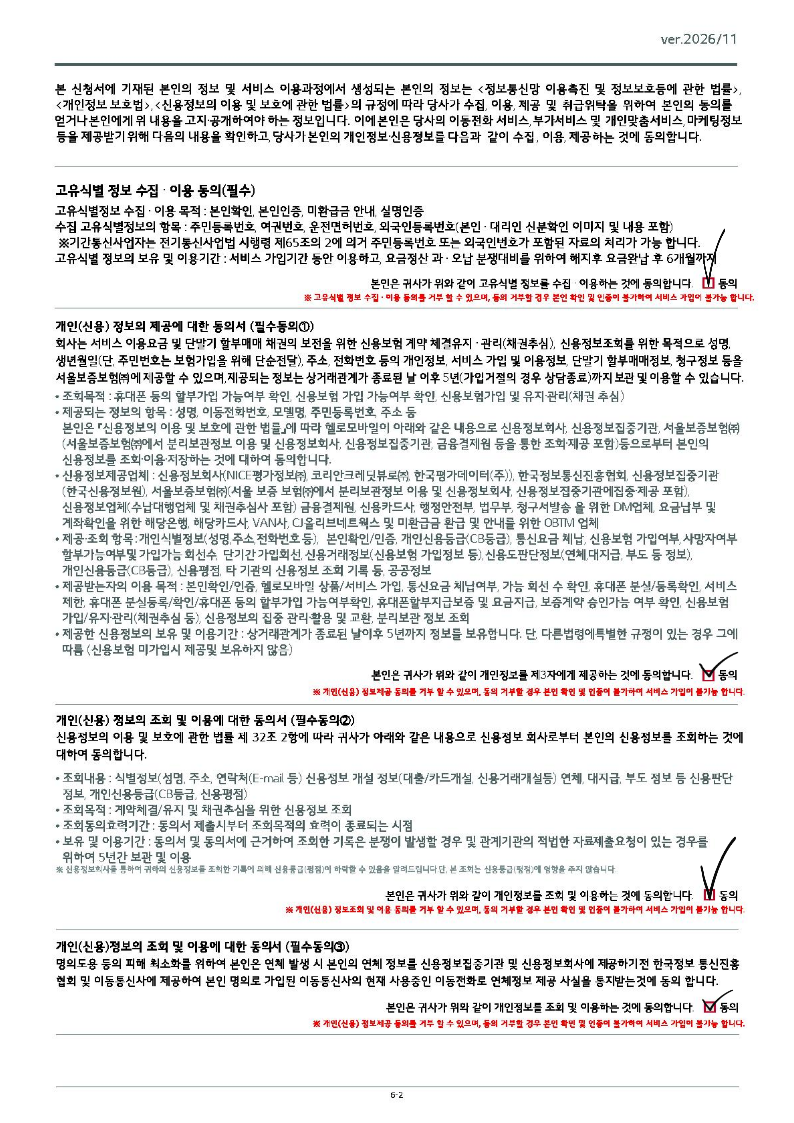 ver.2026/11
본 신청서에 기재된 본인의 정보 및 서비스 이용과정에서 생성되는 본인의 정보는 <정보통신망 이용촉진 및 정보보호등에 관한 법률>,
<개인정보 보호법>, <신용정보의 이용 및 보호에 관한 법률>의 규정에 따라 당사가 수집, 이용, 제공 및 취급위탁을 위하여 본인의 동의를
얻거나 본인에게 위 내용을 고지·공개하여야 하는 정보입니다. 이에 본인은 당사의 이동전화 서비스, 부가서비스 및 개인맞춤서비스, 마케팅정보
등을 제공받기 위해 다음의 내용을 확인하고, 당사가 본인의 개인정보·신용정보를 다음과 같이 수집, 이용, 제공하는 것에 동의합니다.
고유식별 정보 수집 · 이용 동의(필수)
고유식별정보 수집 · 이용 목적 : 본인확인, 본인인증, 미환급금 안내, 실명인증
수집 고유식별정보의 항목 : 주민등록번호, 여권번호, 운전면허번호, 외국인등록번호(본인 · 대리인 신분확인 이미지 및 내용 포함)
※기간통신사업자는 전기통신사업법 시행령 제65조의 2에 의거 주민등록번호 또는 외국인번호가 포함된 자료의 처리가 가능 합니다.
고유식별정보의 보유 및 이용기간 : 서비스 가입기간 동안 이용하고, 요금정산 과 · 오납 분쟁대비를 위하여 해지후 요금완납 후 6개월까지
본인은 귀사가 위와 같이 고유식별 정보를 수집 · 이용하는 것에 동의합니다. ☑ 동의
※ 고유식별 정보 수집 · 이용 동의를 거부 할 수 있으며, 동의 거부할 경우 본인 확인 및 인증이 불가하여 서비스 가입이 불가능 합니다.
개인(신용) 정보의 제공에 대한 동의서 (필수동의①)
회사는 서비스 이용요금 및 단말기 할부매매 채권의 보전을 위한 신용보험 계약 체결유지 · 관리(채권추심), 신용정보조회를 위한 목적으로 성명,
생년월일(단, 주민번호는 보험가입을 위해 단순전달), 주소, 전화번호 등의 개인정보, 서비스 가입 및 이용정보, 단말기 할부매매정보, 청구정보 등을
서울보증보험㈜에 제공할 수 있으며, 제공되는 정보는 상거래관계가 종료된 날 이후 5년(가입거절의 경우 상담종료)까지 보관 및 이용할 수 있습니다.
• 조회목적 : 휴대폰 등의 할부가입 가능여부 확인, 신용보험 가입 가능여부 확인, 신용보험가입 및 유지·관리(채권 추심)
• 제공되는 정보의 항목 : 성명, 이동전화번호, 모델명, 주민등록번호, 주소 등
본인은 『신용정보의 이용 및 보호에 관한 법률』에 따라 헬로모바일이 아래와 같은 내용으로 신용정보회사, 신용정보집중기관, 서울보증보험㈜
(서울보증보험㈜에서 분리보관정보 이용 및 신용정보회사, 신용정보집중기관, 금융결제원 등을 통한 조회·제공 포함)등으로부터 본인의
신용정보를 조회·이용·저장하는 것에 대하여 동의합니다.
• 신용정보제공업체 : 신용정보회사(NICE평가정보㈜, 코리안크레딧뷰로㈜, 한국평가데이터(주)), 한국정보통신진흥협회, 신용정보집중기관
(한국신용정보원), 서울보증보험㈜(서울 보증 보험㈜에서 분리보관정보 이용 및 신용정보회사, 신용정보집중기관에집중·제공 포함),
신용정보업체(수납대행업체 및 채권추심사 포함) 금융결제원, 신용카드사, 행정안전부, 법무부, 청구서발송 을 위한 DM업체, 요금납부 및
계좌확인을 위한 해당은행, 해당카드사, VAN사, CJ올리브네트웍스 및 미환급금 환급 및 안내를 위한 OBTM 업체
• 제공·조회 항목 : 개인식별정보(성명,주소,전화번호 등), 본인확인/인증, 개인신용등급(CB등급), 통신요금 체납, 신용보험 가입여부, 사망자여부
할부가능여부및 가입가능 회선수, 단기간 가입회선, 신용거래정보(신용보험 가입정보 등), 신용도판단정보(연체,대지급, 부도 등 정보),
개인신용등급(CB등급), 신용평점, 타 기관의 신용정보 조회 기록 등, 공공정보
• 제공받는자의 이용 목적 : 본인확인/인증, 헬로모바일 상품/서비스 가입, 통신요금 체납여부, 가능 회선 수 확인, 휴대폰 분실/등록확인, 서비스
제한, 휴대폰 분실등록/확인/휴대폰 등의 할부가입 가능여부확인, 휴대폰할부지급보증 및 요금지급, 보증계약 승인가능 여부 확인, 신용보험
가입/유지·관리(채권추심 등), 신용정보의 집중 관리·활용 및 교환, 분리보관 정보 조회
• 제공한 신용정보의 보유 및 이용기간 : 상거래관계가 종료된 날이후 5년까지 정보를 보유합니다. 단, 다른법령에특별한 규정이 있는 경우 그에
따름 (신용보험 미가입시 제공및 보유하지 않음)
본인은 귀사가 위와 같이 개인정보를 제3자에게 제공하는 것에 동의합니다. ☑ 동의
※ 개인(신용) 정보제공 동의를 거부 할 수 있으며, 동의 거부할 경우 본인 확인 및 인증이 불가하여 서비스 가입이 불가능 합니다.
개인(신용) 정보의 조회 및 이용에 대한 동의서 (필수동의②)
신용정보의 이용 및 보호에 관한 법률 제 32조 2항에 따라 귀사가 아래와 같은 내용으로 신용정보 회사로부터 본인의 신용정보를 조회하는 것에
대하여 동의합니다.
• 조회내용 : 식별정보(성명, 주소, 연락처(E-mail 등) 신용정보 개설 정보(대출/카드개설, 신용거래개설등) 연체, 대지급, 부도 정보 등 신용판단
정보, 개인신용등급(CB등급, 신용평점)
• 조회목적 : 계약체결/유지 및 채권추심을 위한 신용정보 조회
• 조회동의효력기간 : 동의서 제출시부터 조회목적의 효력이 종료되는 시점
• 보유 및 이용기간 : 동의서 및 동의서에 근거하여 조회한 기록은 분쟁이 발생할 경우 및 관계기관의 적법한 자료제출요청이 있는 경우를
위하여 5년간 보관 및 이용
※ 신용정보회사를 통하여 귀하의 신용정보를 조회한 기록에 의해 신용등급(평점)이 하락할 수 있음을 알려드립니다 단, 본 조회는 신용등급(평점)에 영향을 주지 않습니다.
본인은 귀사가 위와 같이 개인정보를 조회 및 이용하는 것에 동의합니다. ☑ 동의
※ 개인(신용) 정보조회 및 이용 동의를 거부 할 수 있으며, 동의 거부할 경우 본인 확인 및 인증이 불가하여 서비스 가입이 불가능 합니다.
개인(신용)정보의 조회 및 이용에 대한 동의서 (필수동의③)
명의도용 등의 피해 최소화를 위하여 본인은 연체 발생 시 본인의 연체 정보를 신용정보집중기관 및 신용정보회사에 제공하기전 한국정보 통신진흥
협회 및 이동통신사에 제공하여 본인 명의로 가입된 이동통신사의 현재 사용중인 이동전화로 연체정보 제공 사실을 통지받는것에 동의 합니다.
본인은 귀사가 위와 같이 개인정보를 조회 및 이용하는 것에 동의합니다. ☑ 동의
※ 개인(신용) 정보제공 동의를 거부 할 수 있으며, 동의 거부할 경우 본인 확인 및 인증이 불가하여 서비스 가입이 불가능 합니다.
6-2